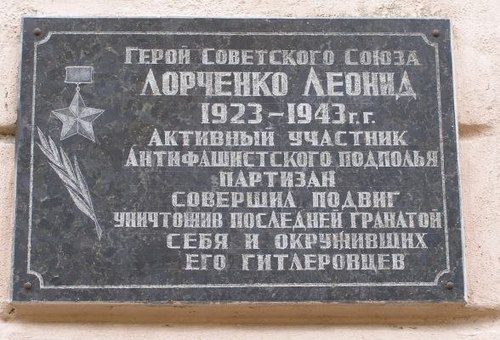 Герой Советского Союза
Лорченко Леонид
1923–1943г.г.
активный участник
антифашистского подполья
партизан
совершил подвиг
уничтожив последней гранатой
себя и окруживших
его гитлеровцев